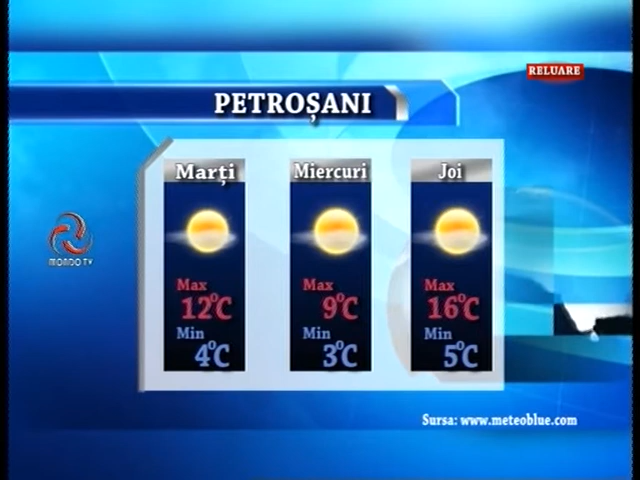 RELUARE
PETROȘANI
Marți
Miercuri
Joi
Max
12°C
Min
4°C
Max
9°C
Min
3°C
Max
16°C
Min
5°C
MONDO TV
Sursa: www.meteoblue.com